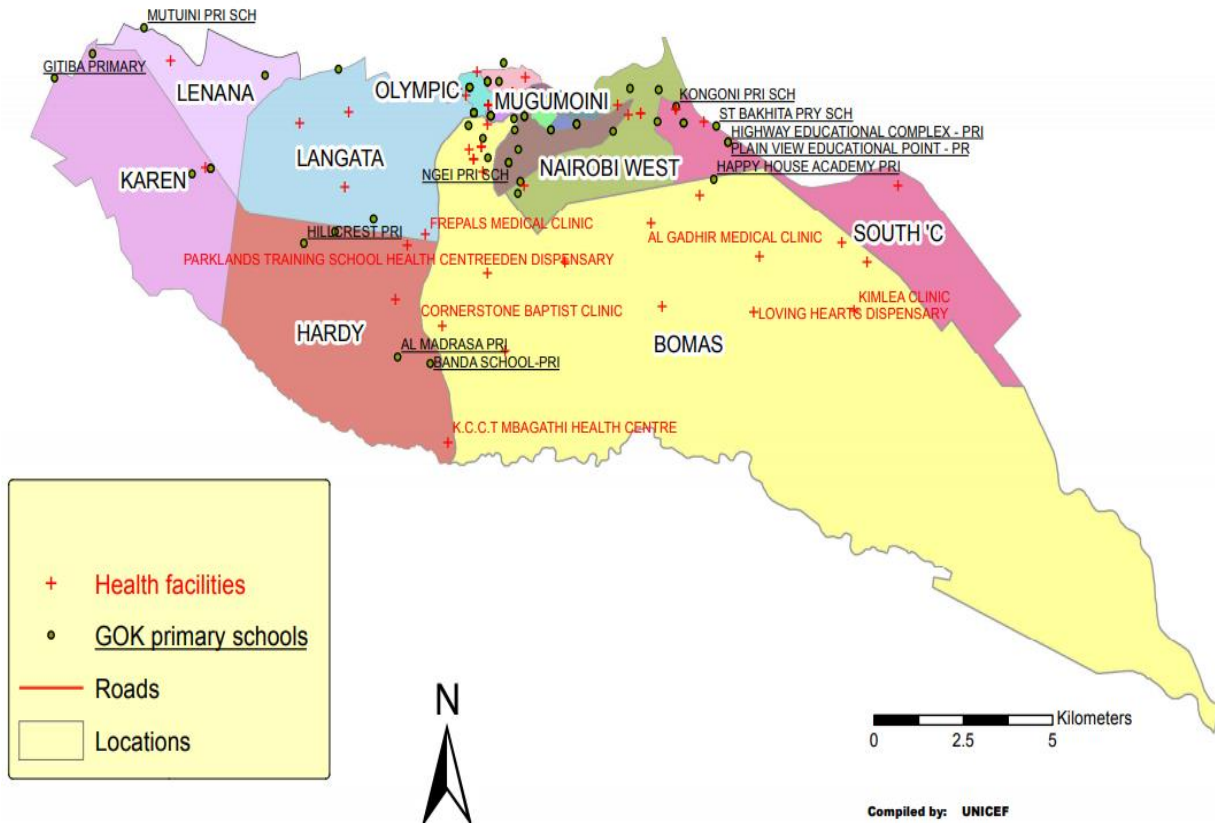 MUTUINI PRI SCH
GITIBA PRIMARY
LENANA
OLYMPIC
MUGUMOINI
KONGONI PRI SCH
ST BAKHITA PRY SCH
HIGHWAY EDUCATIONAL COMPLEX - PRI
PLAIN VIEW EDUCATIONAL POINT - PR
LANGATA
KAREN
NGEI PRI SCH
NAIROBI WEST
HAPPY HOUSE ACADEMY PRI
HILLCREST PRI
FREPALS MEDICAL CLINIC
AL GADHIR MEDICAL CLINIC
SOUTH 'C
PARKLANDS TRAINING SCHOOL HEALTH CENTREEDEN DISPENSARY
KIMLEA CLINIC
CORNERSTONE BAPTIST CLINIC
LOVING HEARTS DISPENSARY
HARDY
AL MADRASA PRI
BOMAS
BANDA SCHOOL-PRI
K.C.C.T MBAGATHI HEALTH CENTRE
Health facilities
GOK primary schools
Roads
Locations
N
Kilometers
0 2.5 5
Compiled by: UNICEF